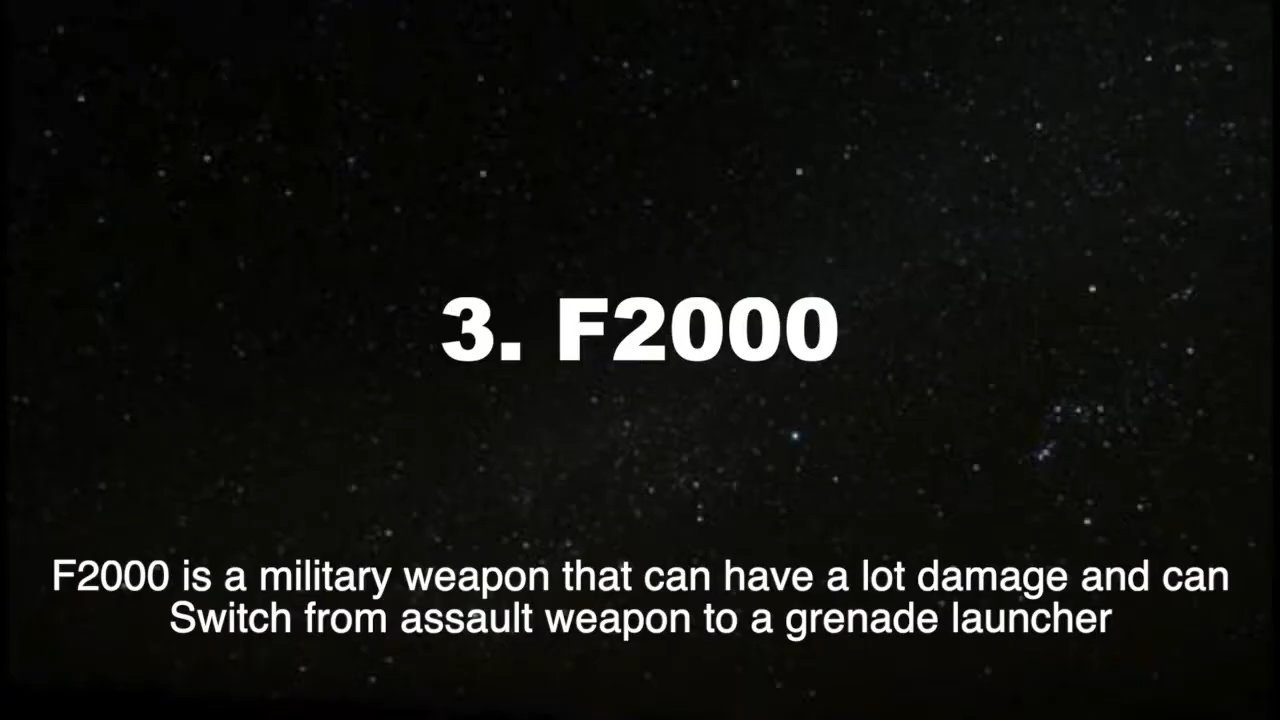 3. F2000
F2000 is a military weapon that can have a lot damage and can
Switch from assault weapon to a grenade launcher